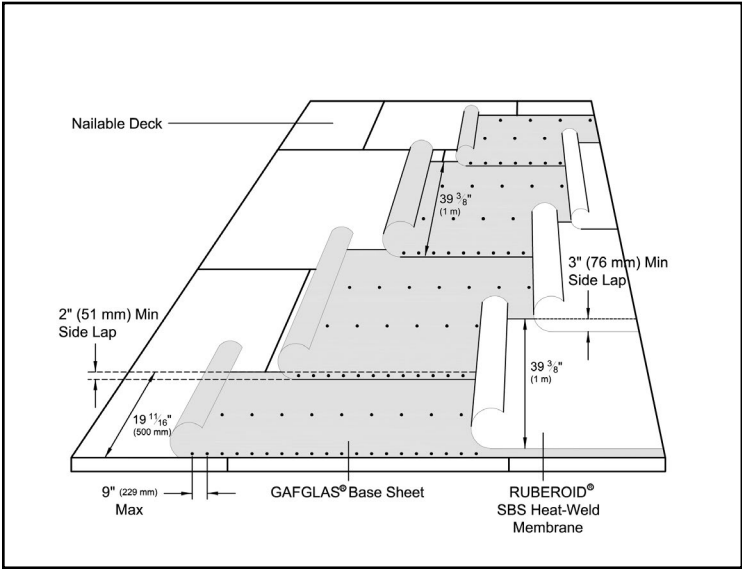 Nailable Deck
39 3/8"
(1 m)
3" (76 mm) Min
Side Lap
2" (51 mm) Min
Side Lap
39 3/8"
(1 m)
19 11/16"
(500 mm)
9" (229 mm)
Max
GAFGLAS® Base Sheet
RUBEROID®
SBS Heat-Weld
Membrane